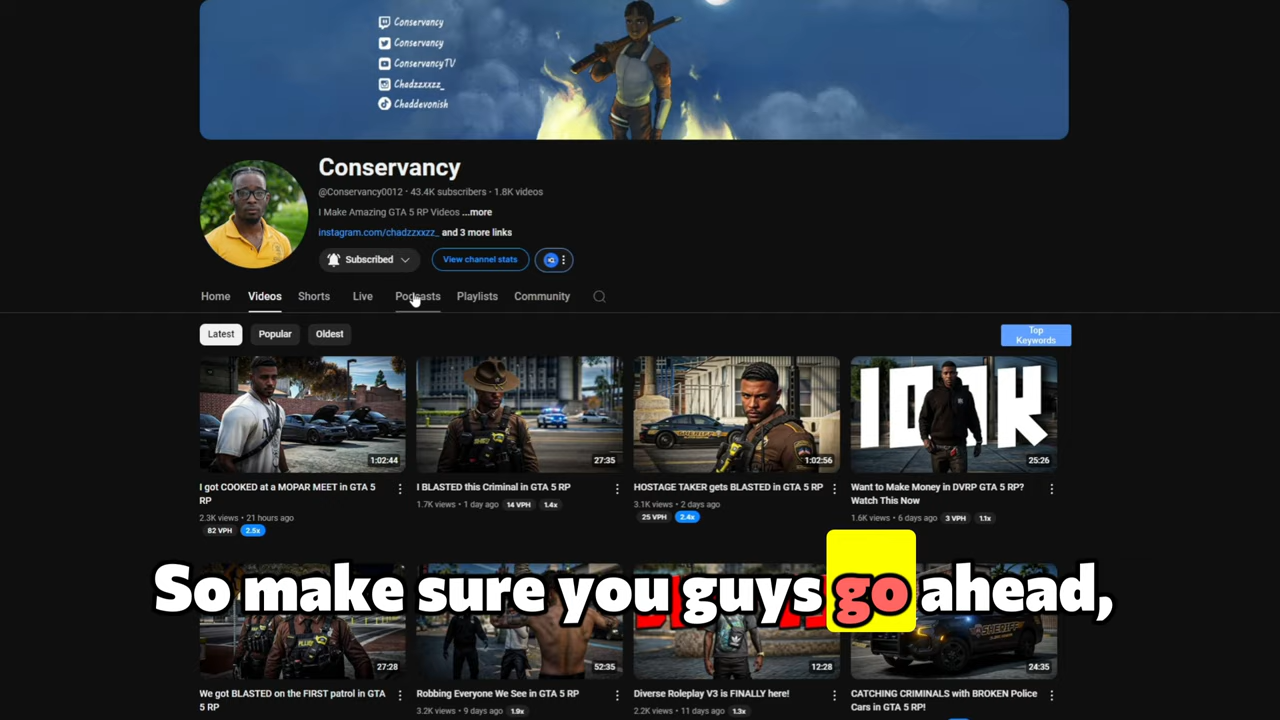 Conservancy
Conservancy
ConservancyTV
Chadzzxxzz_
Chaddevonish
Conservancy
@Conservancy0012 · 43.4K subscribers · 1.8K videos
I Make Amazing GTA 5 RP Videos ...more
instagram.com/chadzzxxzz_ and 3 more links
Subscribed
View channel stats
Home Videos Shorts Live Podcasts Playlists Community
Latest Popular Oldest
Top
Keywords
100K
1:02:44 27:35 1:02:56 25:26
I got COOKED at a MOPAR MEET in GTA 5
RP
2.3K views · 21 hours ago
82 VPH 2.5x
I BLASTED this Criminal in GTA 5 RP
1.7K views · 1 day ago 14 VPH 1.4x
HOSTAGE TAKER gets BLASTED in GTA 5 RP
3.1K views · 2 days ago
25 VPH 2.4x
Want to Make Money in DVRP GTA 5 RP?
Watch This Now
1.6K views · 6 days ago 3 VPH 1.1x
So make sure you guys go ahead,
27:28 52:35 12:28 24:35
We got BLASTED on the FIRST patrol in GTA
5 RP
Robbing Everyone We See in GTA 5 RP
3.2K views · 9 days ago 1.9x
Diverse Roleplay V3 is FINALLY here!
2.2K views · 11 days ago 1.3x
CATCHING CRIMINALS with BROKEN Police
Cars in GTA 5 RP!